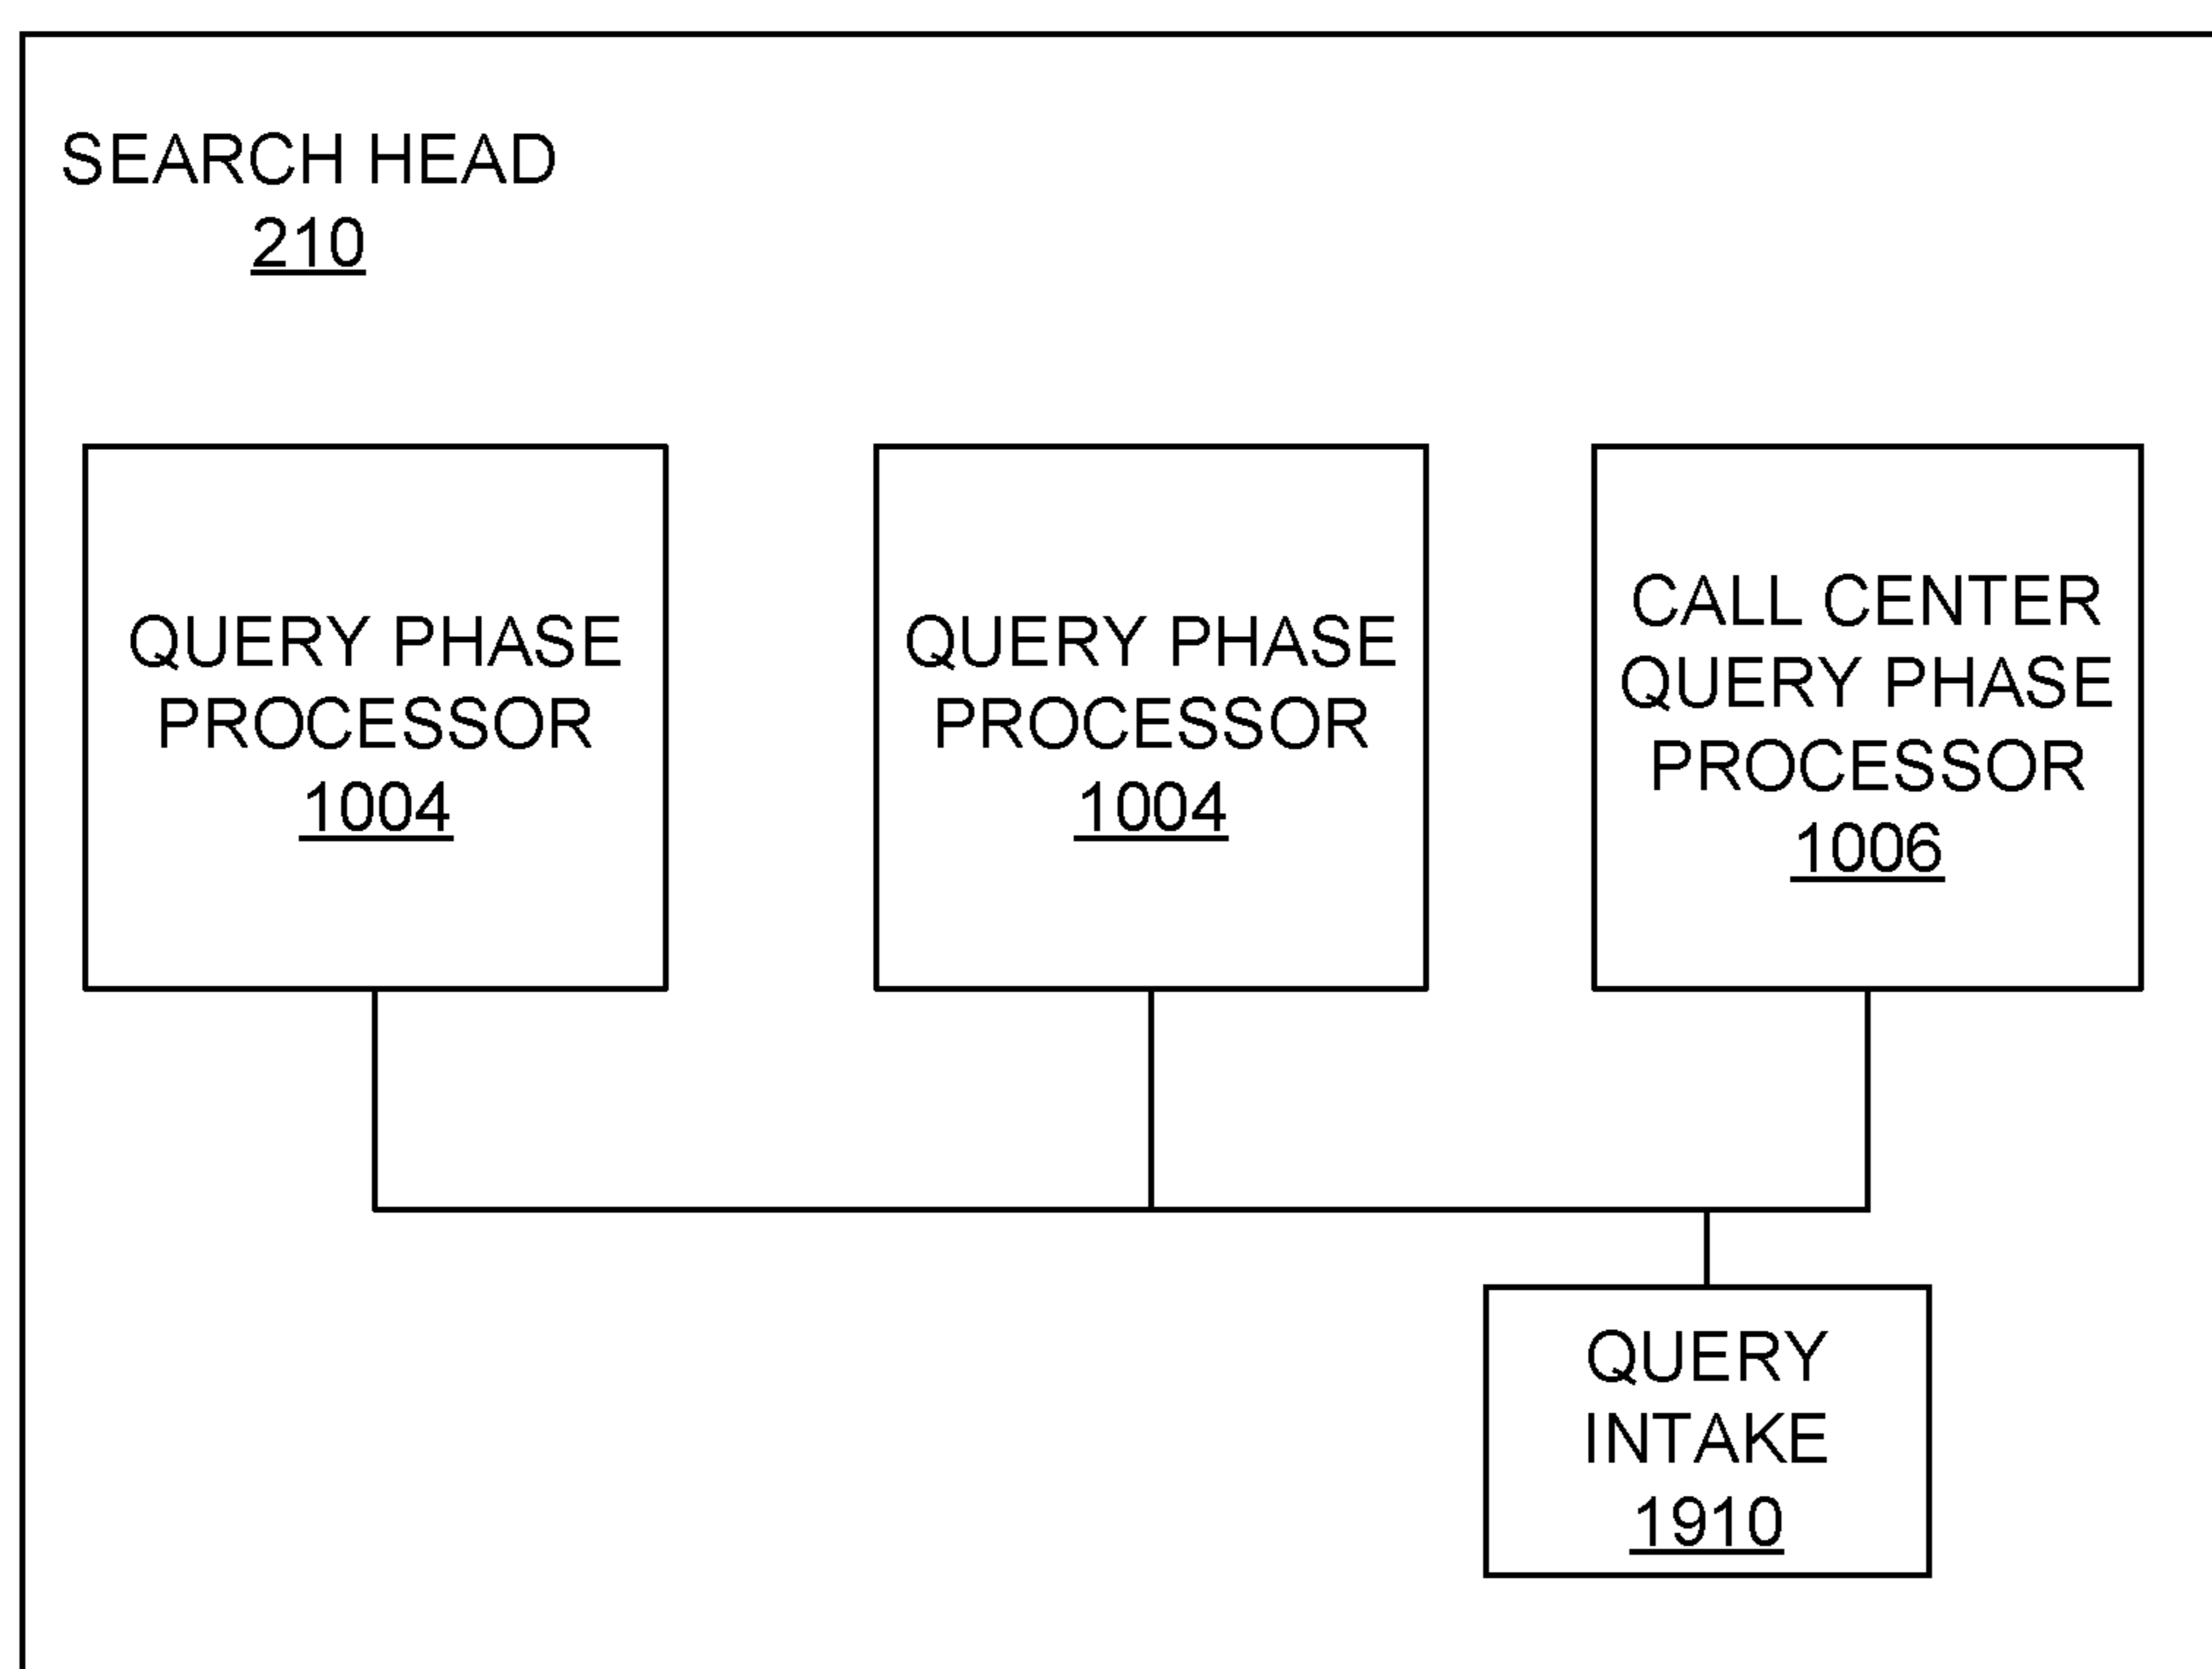 SEARCH HEAD
210
QUERY PHASE
PROCESSOR
1004
QUERY PHASE
PROCESSOR
1004
CALL CENTER
QUERY PHASE
PROCESSOR
1006
QUERY
INTAKE
1910